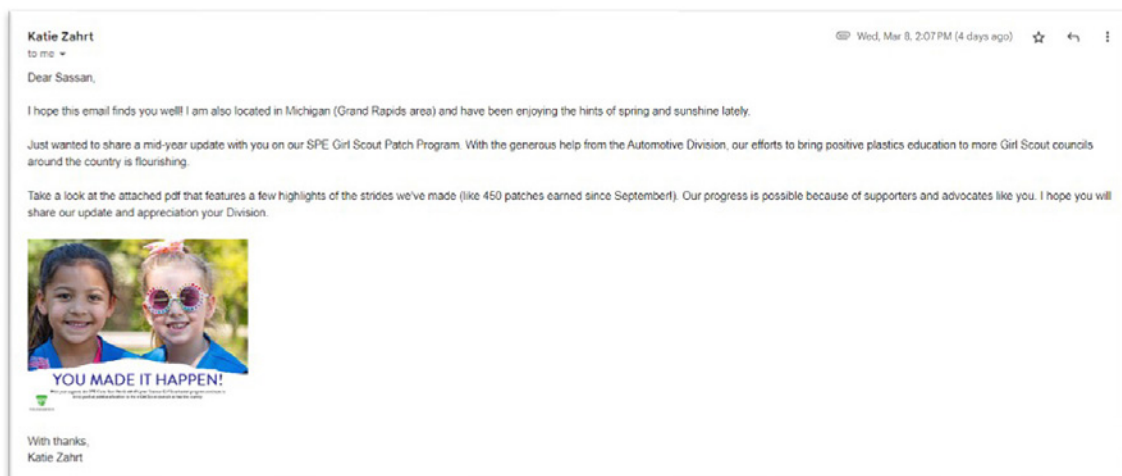 Katie Zahrt
Wed, Mar 8, 2:07 PM (4 days ago)
to me
Dear Sassan,
I hope this email finds you well! I am also located in Michigan (Grand Rapids area) and have been enjoying the hints of spring and sunshine lately.
Just wanted to share a mid-year update with you on our SPE Girl Scout Patch Program. With the generous help from the Automotive Division, our efforts to bring positive plastics education to more Girl Scout councils
around the country is flourishing.
Take a look at the attached pdf that features a few highlights of the strides we've made (like 450 patches earned since September!). Our progress is possible because of supporters and advocates like you. I hope you will
share our update and appreciation your Division.
YOU MADE IT HAPPEN!
With thanks,
Katie Zahrt